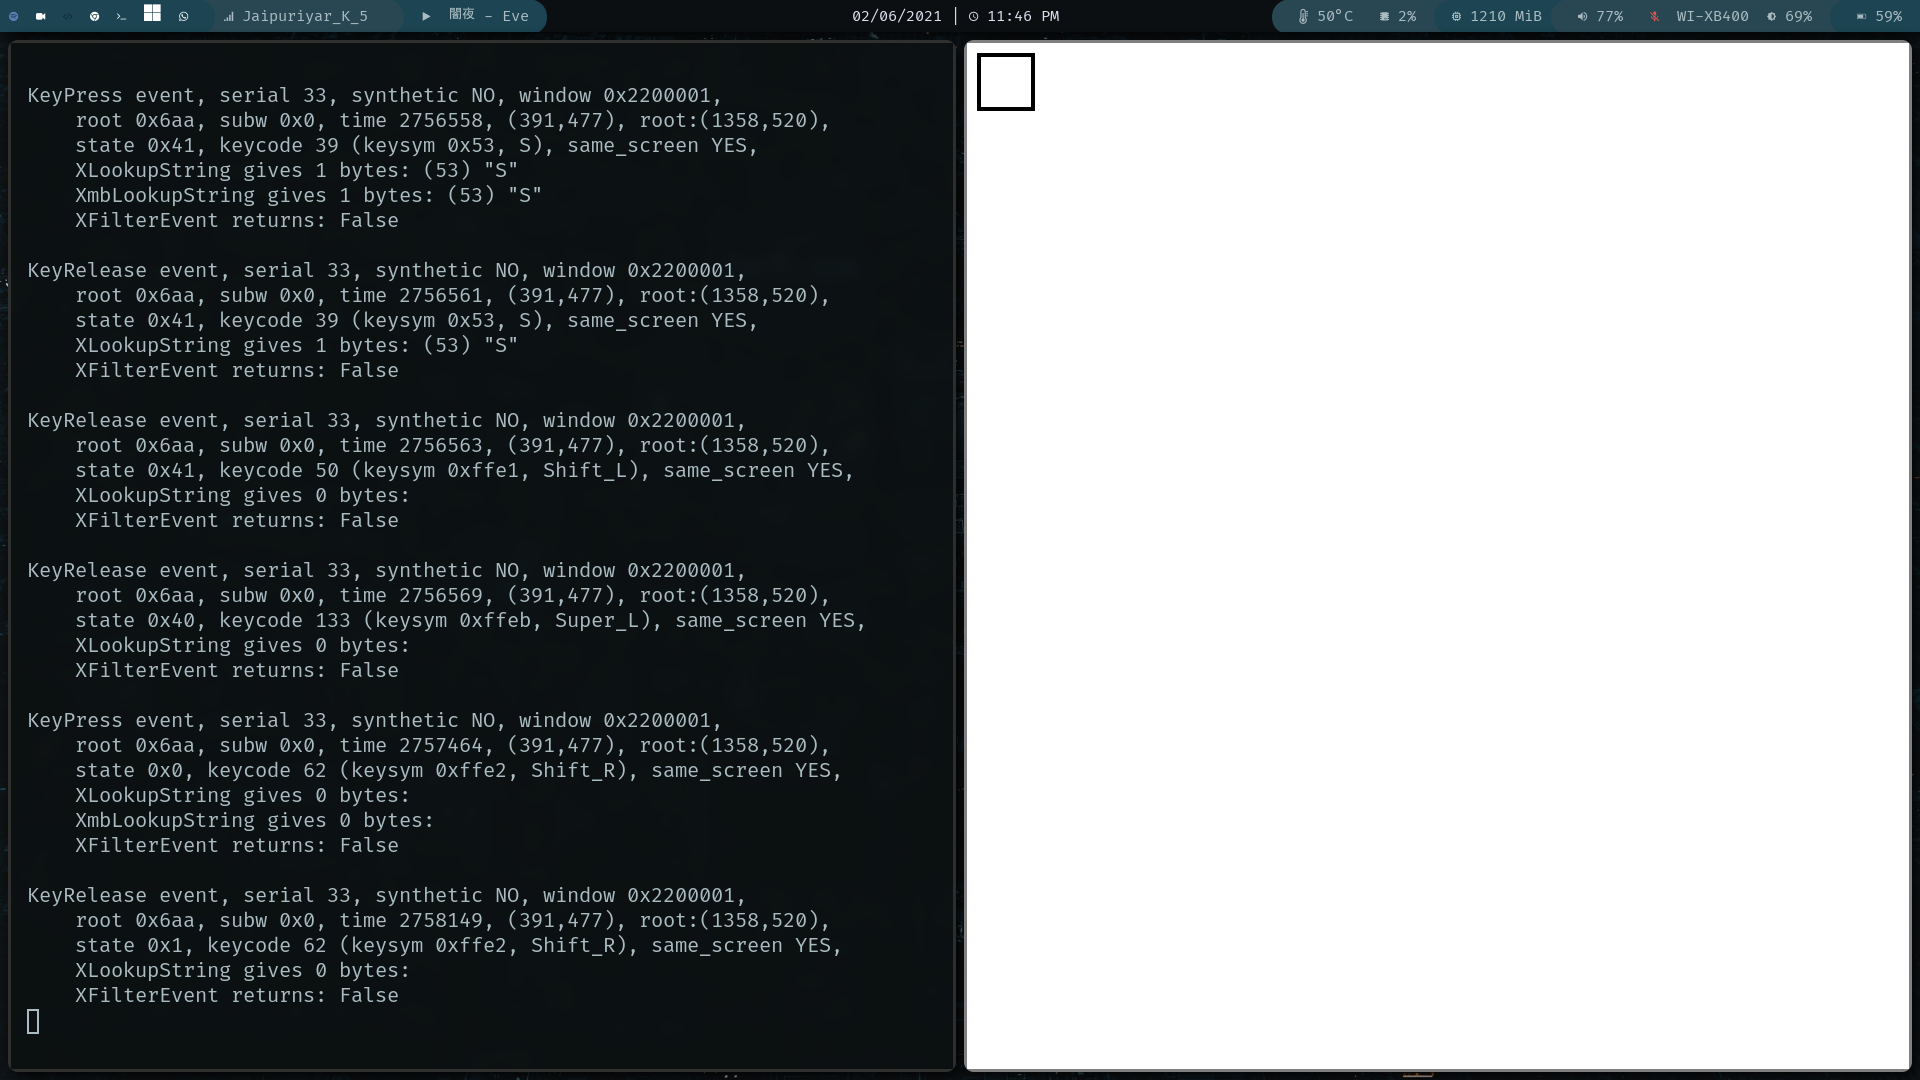 Jaipuriyar_K_5
闇夜 - Eve
02/06/2021 | 11:46 PM
50°C 2% 1210 MiB 77% WI-XB400 69% 59%
KeyPress event, serial 33, synthetic NO, window 0x2200001,
root 0x6aa, subw 0x0, time 2756558, (391,477), root:(1358,520),
state 0x41, keycode 39 (keysym 0x53, S), same_screen YES,
XLookupString gives 1 bytes: (53) "S"
XmbLookupString gives 1 bytes: (53) "S"
XFilterEvent returns: False
KeyRelease event, serial 33, synthetic NO, window 0x2200001,
root 0x6aa, subw 0x0, time 2756561, (391,477), root:(1358,520),
state 0x41, keycode 39 (keysym 0x53, S), same_screen YES,
XLookupString gives 1 bytes: (53) "S"
XFilterEvent returns: False
KeyRelease event, serial 33, synthetic NO, window 0x2200001,
root 0x6aa, subw 0x0, time 2756563, (391,477), root:(1358,520),
state 0x41, keycode 50 (keysym 0xffe1, Shift_L), same_screen YES,
XLookupString gives 0 bytes:
XFilterEvent returns: False
KeyRelease event, serial 33, synthetic NO, window 0x2200001,
root 0x6aa, subw 0x0, time 2756569, (391,477), root:(1358,520),
state 0x40, keycode 133 (keysym 0xffeb, Super_L), same_screen YES,
XLookupString gives 0 bytes:
XFilterEvent returns: False
KeyPress event, serial 33, synthetic NO, window 0x2200001,
root 0x6aa, subw 0x0, time 2757464, (391,477), root:(1358,520),
state 0x0, keycode 62 (keysym 0xffe2, Shift_R), same_screen YES,
XLookupString gives 0 bytes:
XmbLookupString gives 0 bytes:
XFilterEvent returns: False
KeyRelease event, serial 33, synthetic NO, window 0x2200001,
root 0x6aa, subw 0x0, time 2758149, (391,477), root:(1358,520),
state 0x1, keycode 62 (keysym 0xffe2, Shift_R), same_screen YES,
XLookupString gives 0 bytes:
XFilterEvent returns: False